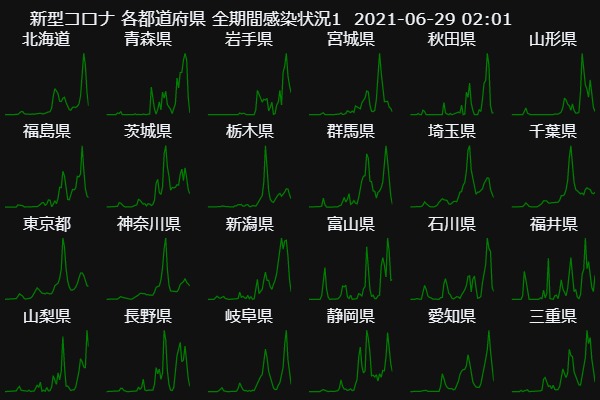 新型コロナ 各都道府県 全期間感染状況1 2021-06-29 02:01
北海道 青森県 岩手県 宮城県 秋田県 山形県
福島県 茨城県 栃木県 群馬県 埼玉県 千葉県
東京都 神奈川県 新潟県 富山県 石川県 福井県
山梨県 長野県 岐阜県 静岡県 愛知県 三重県